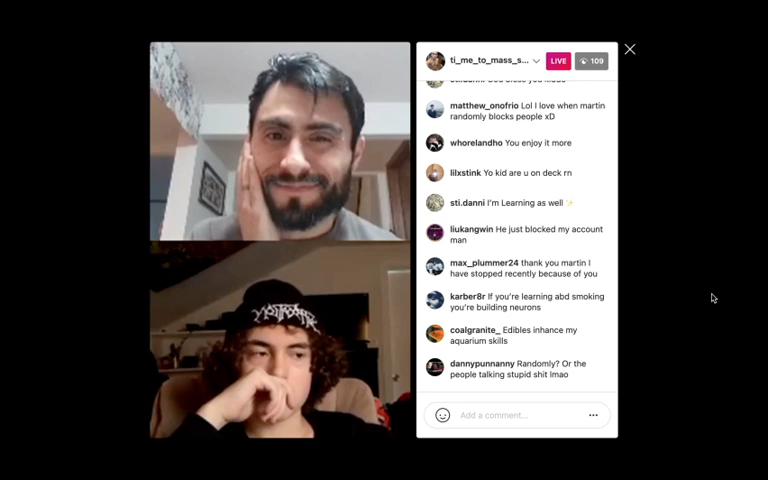 ti_me_to_mass_s...
LIVE
109
matthew_onofrio Lol I love when martin
randomly blocks people xD
whorelandho You enjoy it more
lilxstink Yo kid are u on deck rn
sti.danni I'm Learning as well ✨
liukangwin He just blocked my account
man
max_plummer24 thank you martin I
have stopped recently because of you
karber8r If you're learning abd smoking
you're building neurons
coalgranite_ Edibles inhance my
aquarium skills
dannypunnanny Randomly? Or the
people talking stupid shit lmao
Add a comment...